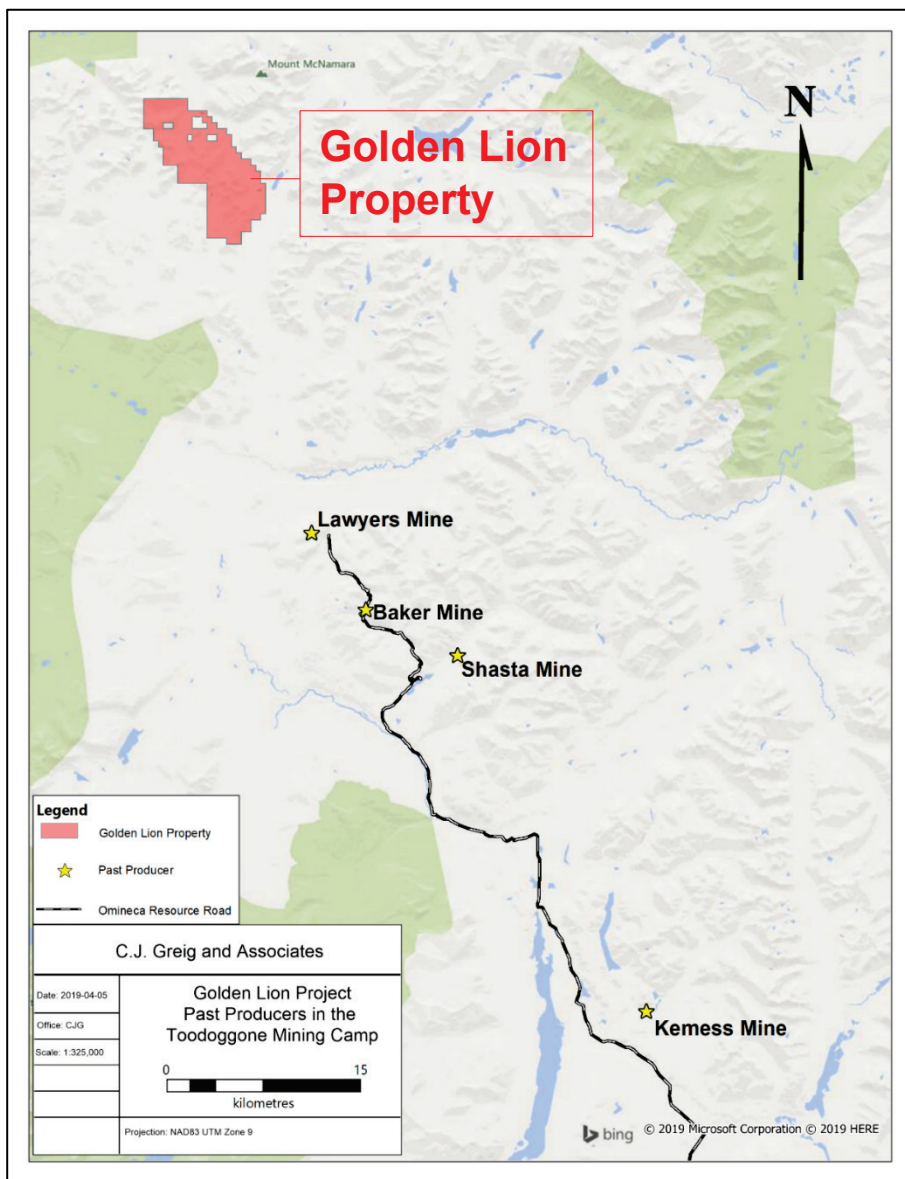 Mount McNamara
N
Golden Lion
Property
Lawyers Mine
Baker Mine
Shasta Mine
Kemess Mine
Legend
Golden Lion Property
Past Producer
Omineca Resource Road
C.J. Greig and Associates
Date: 2019-04-05
Office: CJG
Scale: 1:325,000
Golden Lion Project
Past Producers in the
Toodoggone Mining Camp
0 15
kilometres
Projection: NAD83 UTM Zone 9
bing © 2019 Microsoft Corporation © 2019 HERE